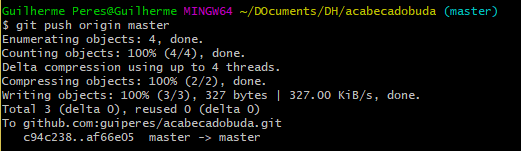 Guilherme Peres@Guilherme MINGW64 ~/DOcuments/DH/acabecadobuda (master)
$ git push origin master
Enumerating objects: 4, done.
Counting objects: 100% (4/4), done.
Delta compression using up to 4 threads.
Compressing objects: 100% (2/2), done.
Writing objects: 100% (3/3), 327 bytes | 327.00 KiB/s, done.
Total 3 (delta 0), reused 0 (delta 0)
To github.com:guiperes/acabecadobuda.git
   c94c238..af66e05  master -> master